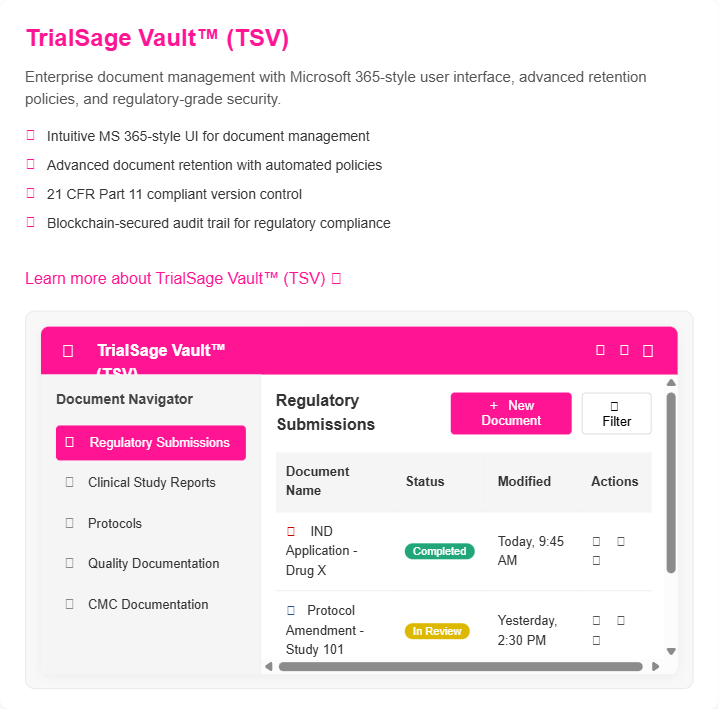 TrialSage Vault™ (TSV)
Enterprise document management with Microsoft 365-style user interface, advanced retention
policies, and regulatory-grade security.
Intuitive MS 365-style UI for document management
Advanced document retention with automated policies
21 CFR Part 11 compliant version control
Blockchain-secured audit trail for regulatory compliance
Learn more about TrialSage Vault™ (TSV)
TrialSage Vault™
(TSV)
Document Navigator
Regulatory Submissions
Clinical Study Reports
Protocols
Quality Documentation
CMC Documentation
Regulatory
Submissions
+ New
Document
Filter
Document
Name
Status
Modified
Actions
IND
Application -
Drug X
Completed
Today, 9:45
AM
Protocol
Amendment -
Study 101
In Review
Yesterday,
2:30 PM